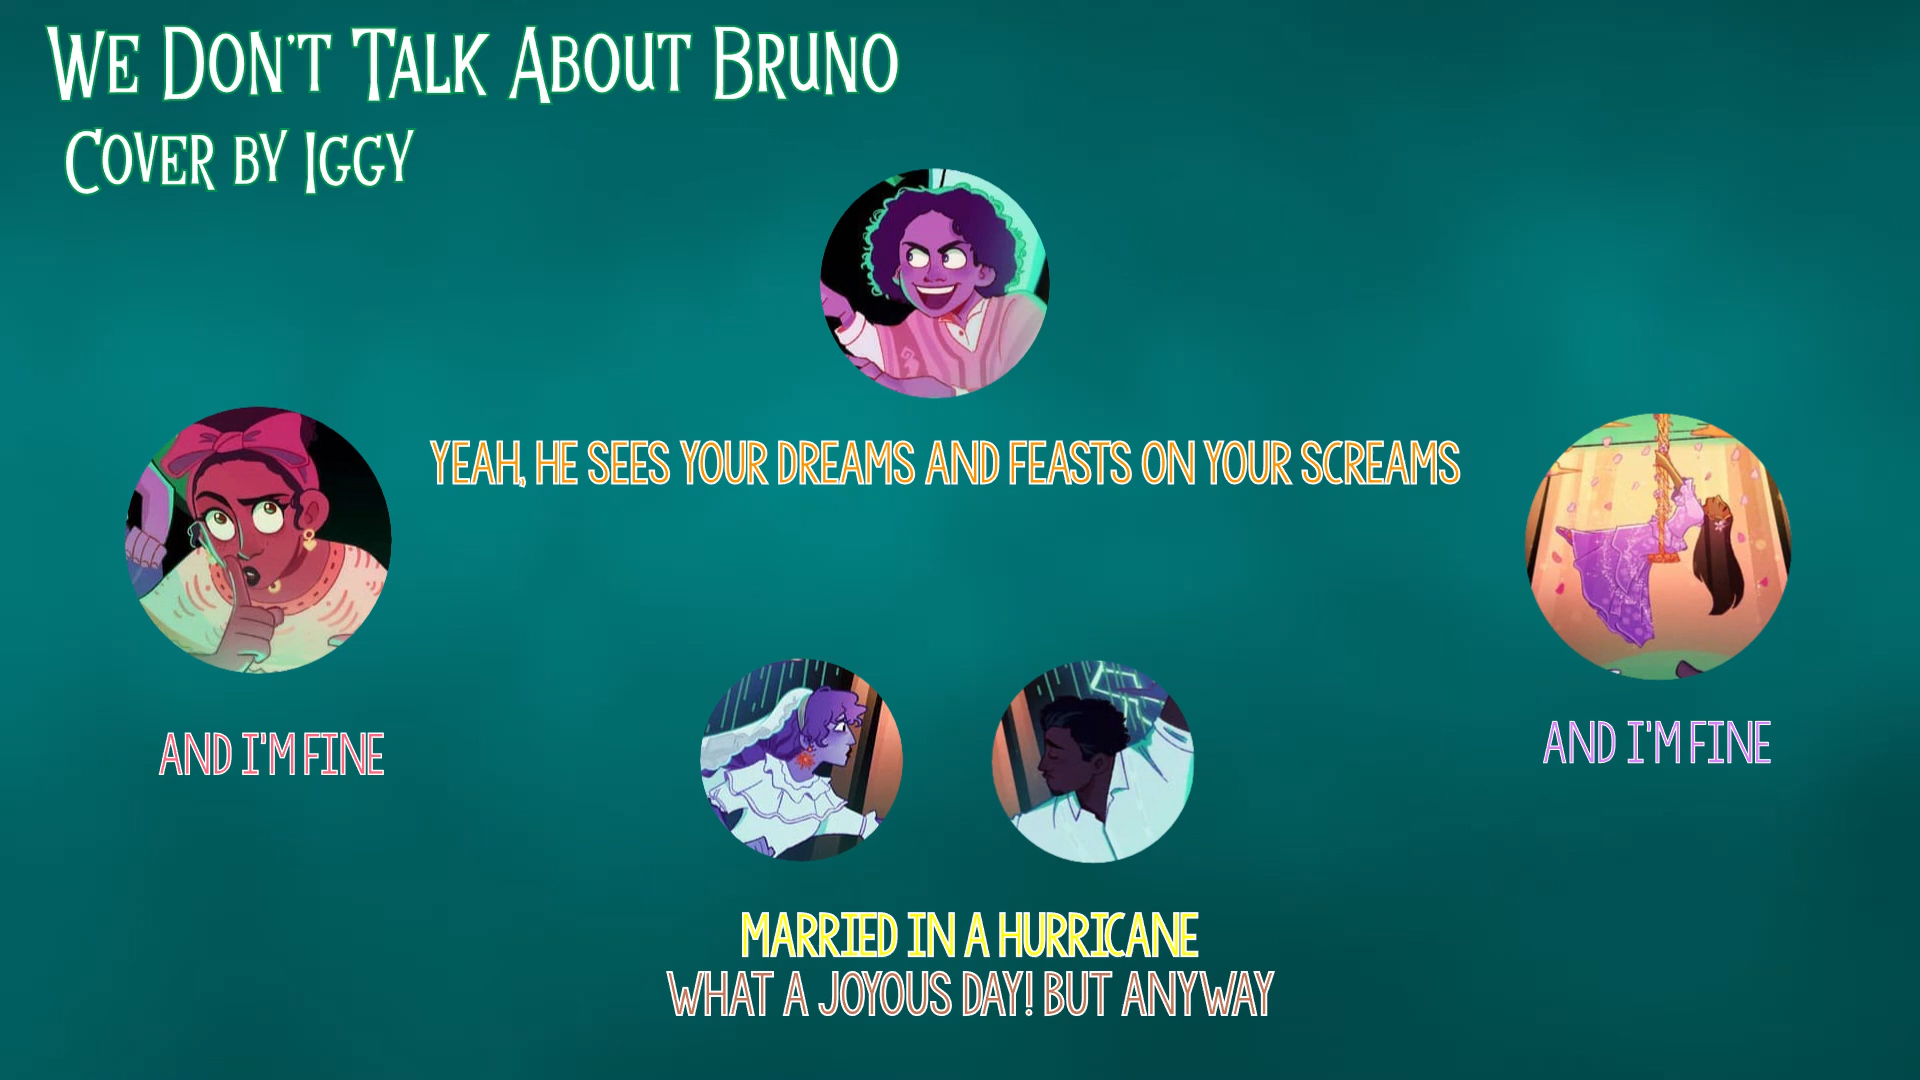 WE DON'T TALK ABOUT BRUNO
COVER BY IGGY
YEAH, HE SEES YOUR DREAMS AND FEASTS ON YOUR SCREAMS
AND I'M FINE
AND I'M FINE
MARRIED IN A HURRICANE
WHAT A JOYOUS DAY! BUT ANYWAY